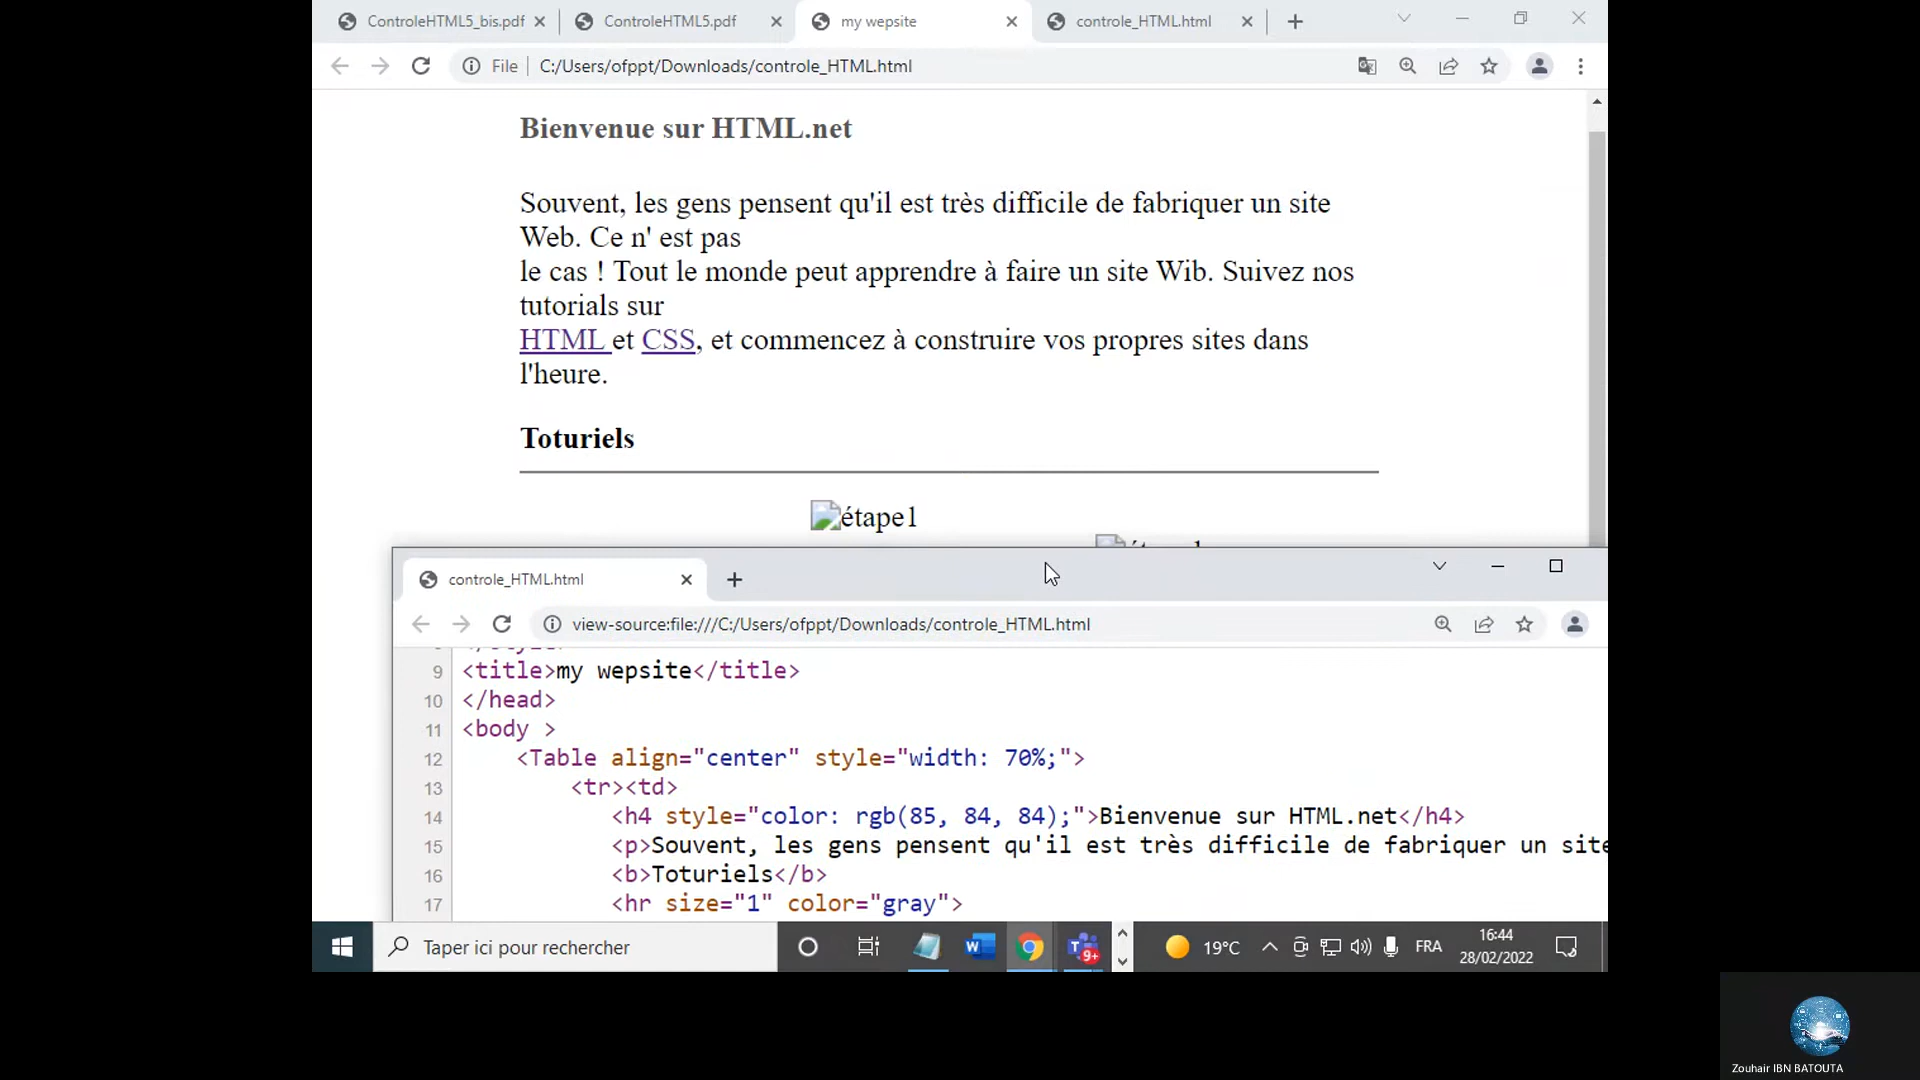 ControleHTML5_bis.pdf
ControleHTML5.pdf
my wepsite
controle_HTML.html
File
C:/Users/ofppt/Downloads/controle_HTML.html
Bienvenue sur HTML.net
Souvent, les gens pensent qu'il est très difficile de fabriquer un site
Web. Ce n' est pas
le cas ! Tout le monde peut apprendre à faire un site Wib. Suivez nos
tutorials sur
HTML et CSS, et commencez à construire vos propres sites dans
l'heure.
Toturiels
étape1
controle_HTML.html
view-source:file:///C:/Users/ofppt/Downloads/controle_HTML.html
9 <title>my wepsite</title>
10 </head>
11 <body >
12 <Table align="center" style="width: 70%;">
13 <tr><td>
14 <h4 style="color: rgb(85, 84, 84);">Bienvenue sur HTML.net</h4>
15 <p>Souvent, les gens pensent qu'il est très difficile de fabriquer un site
16 <b>Toturiels</b>
17 <hr size="1" color="gray">
Taper ici pour rechercher
9+
19°C
FRA
16:44
28/02/2022
Zouhair IBN BATOUTA